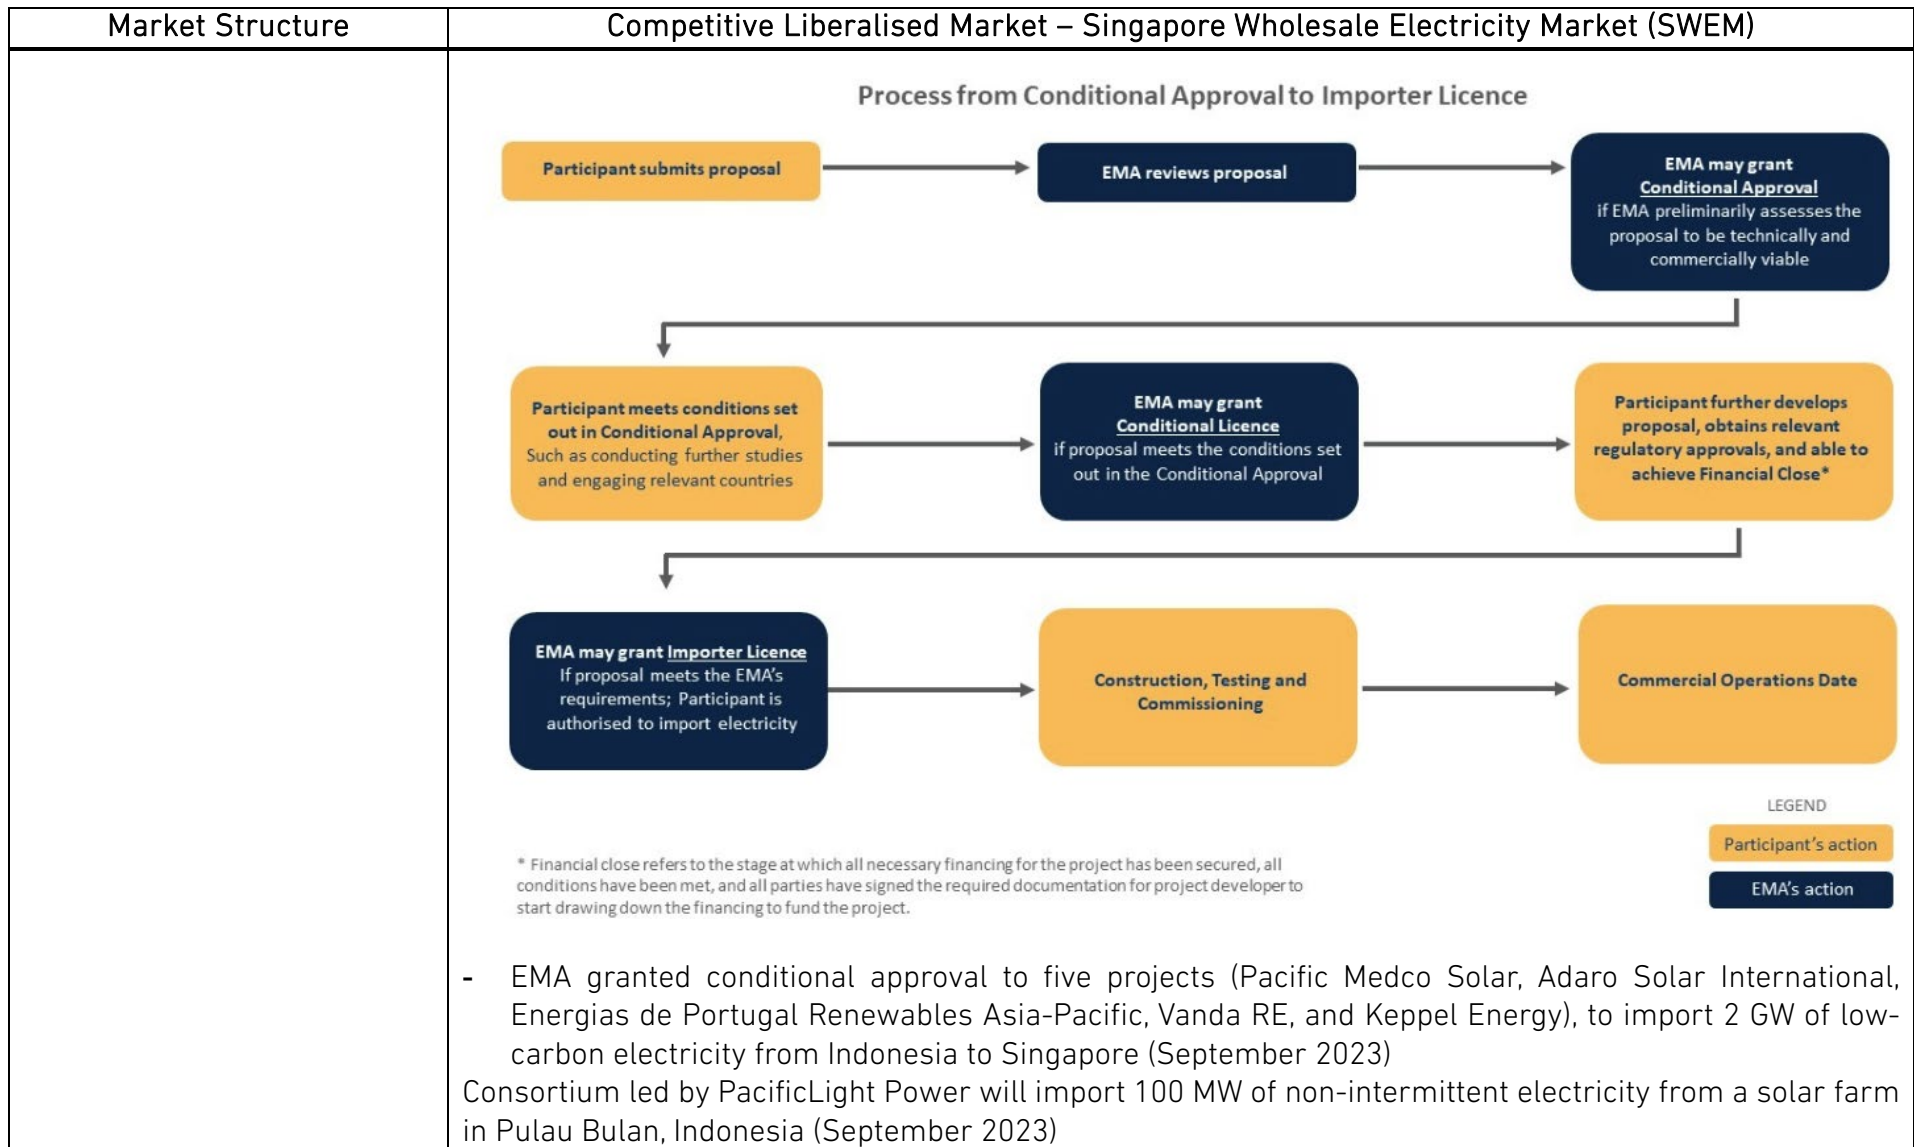 Market Structure
Competitive Liberalised Market – Singapore Wholesale Electricity Market (SWEM)
Process from Conditional Approval to Importer Licence
Participant submits proposal
EMA reviews proposal
EMA may grant
Conditional Approval
if EMA preliminarily assesses the
proposal to be technically and
commercially viable
Participant meets conditions set
out in Conditional Approval,
Such as conducting further studies
and engaging relevant countries
EMA may grant
Conditional Licence
if proposal meets the conditions set
out in the Conditional Approval
Participant further develops
proposal, obtains relevant
regulatory approvals, and able to
achieve Financial Close*
EMA may grant Importer Licence
If proposal meets the EMA's
requirements; Participant is
authorised to import electricity
Construction, Testing and
Commissioning
Commercial Operations Date
LEGEND
Participant's action
EMA's action
* Financial close refers to the stage at which all necessary financing for the project has been secured, all
conditions have been met, and all parties have signed the required documentation for project developer to
start drawing down the financing to fund the project.
- EMA granted conditional approval to five projects (Pacific Medco Solar, Adaro Solar International,
Energias de Portugal Renewables Asia-Pacific, Vanda RE, and Keppel Energy), to import 2 GW of low-
carbon electricity from Indonesia to Singapore (September 2023)
Consortium led by PacificLight Power will import 100 MW of non-intermittent electricity from a solar farm
in Pulau Bulan, Indonesia (September 2023)